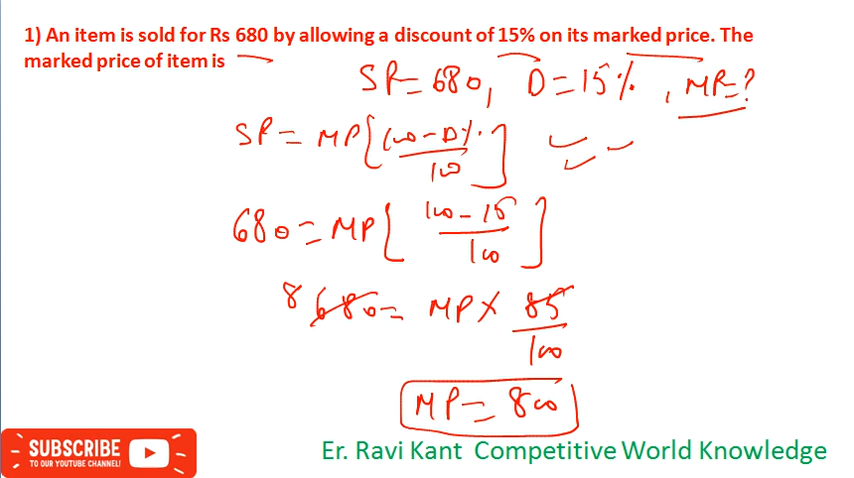 1) An item is sold for Rs 680 by allowing a discount of 15% on its marked price. The
marked price of item is
SP=680, D=15%, MP=?
SP = MP[(100-D%)/100]
680 = MP[(100-15)/100]
8 680 = MP X 85/100
MP = 800
SUBSCRIBE
TO OUR YOUTUBE CHANNEL!
Er. Ravi Kant Competitive World Knowledge